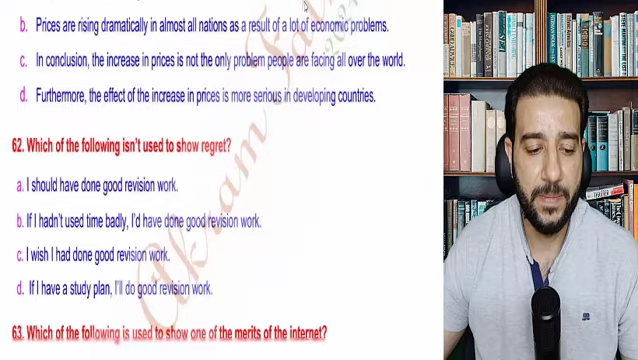 b. Prices are rising dramatically in almost all nations as a result of a lot of economic problems.
c. In conclusion, the increase in prices is not the only problem people are facing all over the world.
d. Furthermore, the effect of the increase in prices is more serious in developing countries.
62. Which of the following isn't used to show regret?
a. I should have done good revision work.
b. If I hadn't used time badly, I'd have done good revision work.
c. I wish I had done good revision work.
d. If I have a study plan, I'll do good revision work.
63. Which of the following is used to show one of the merits of the internet?